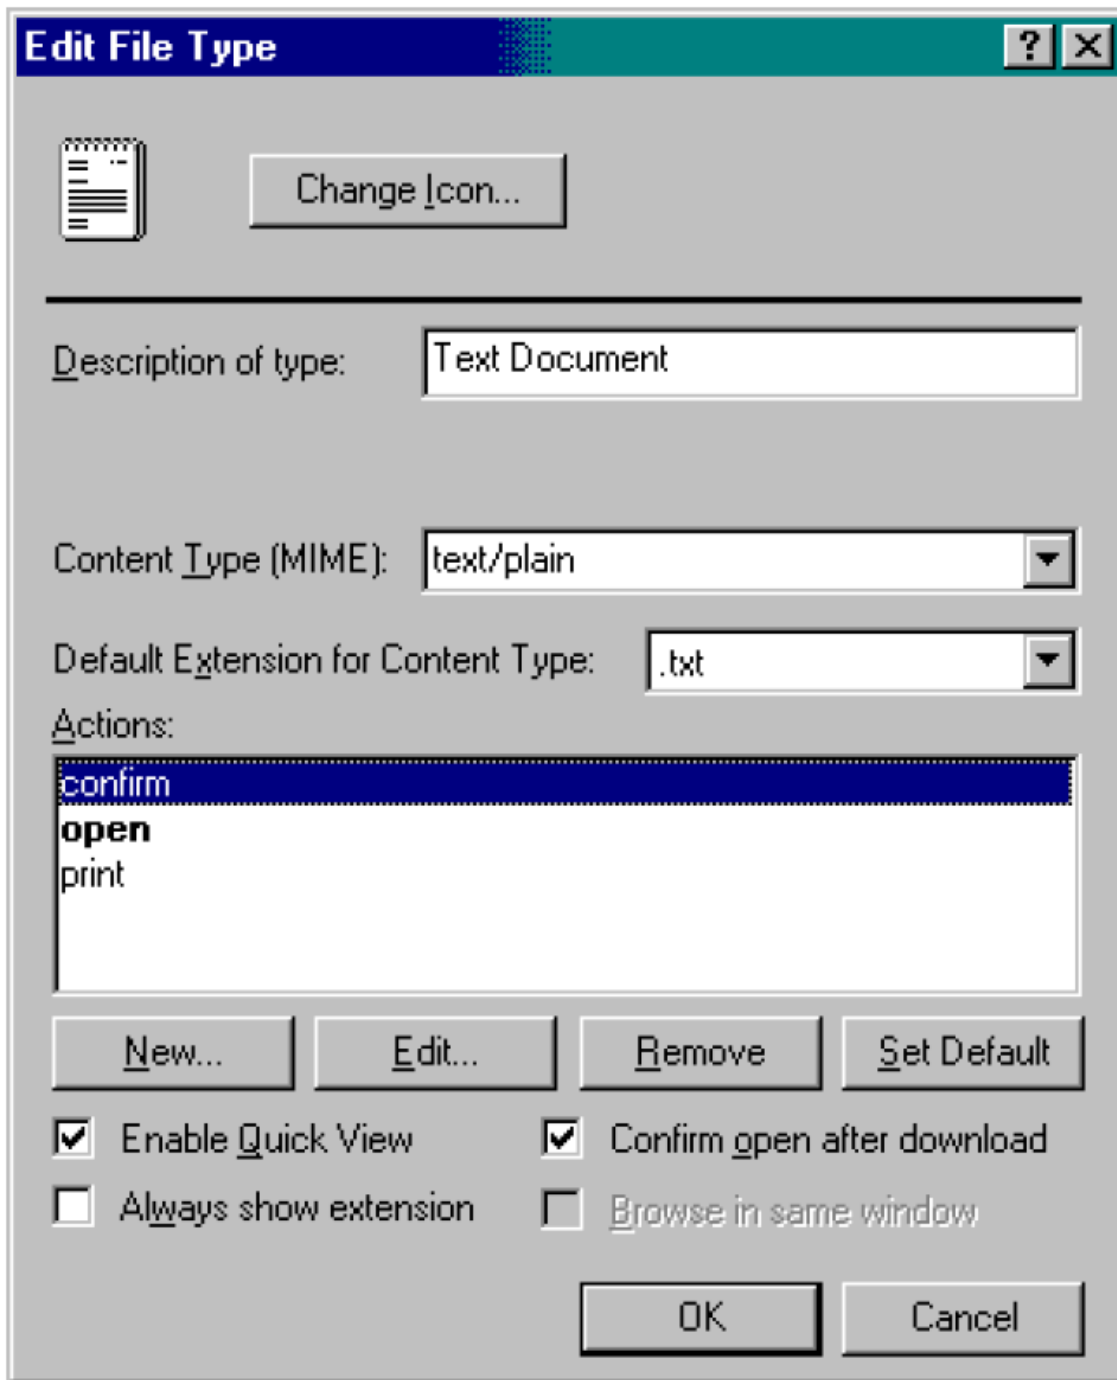 Edit File Type
Change Icon...
Description of type: Text Document
Content Type (MIME): text/plain
Default Extension for Content Type: .txt
Actions:
confirm
open
print
New... Edit... Remove Set Default
Enable Quick View Confirm open after download
Always show extension Browse in same window
OK Cancel